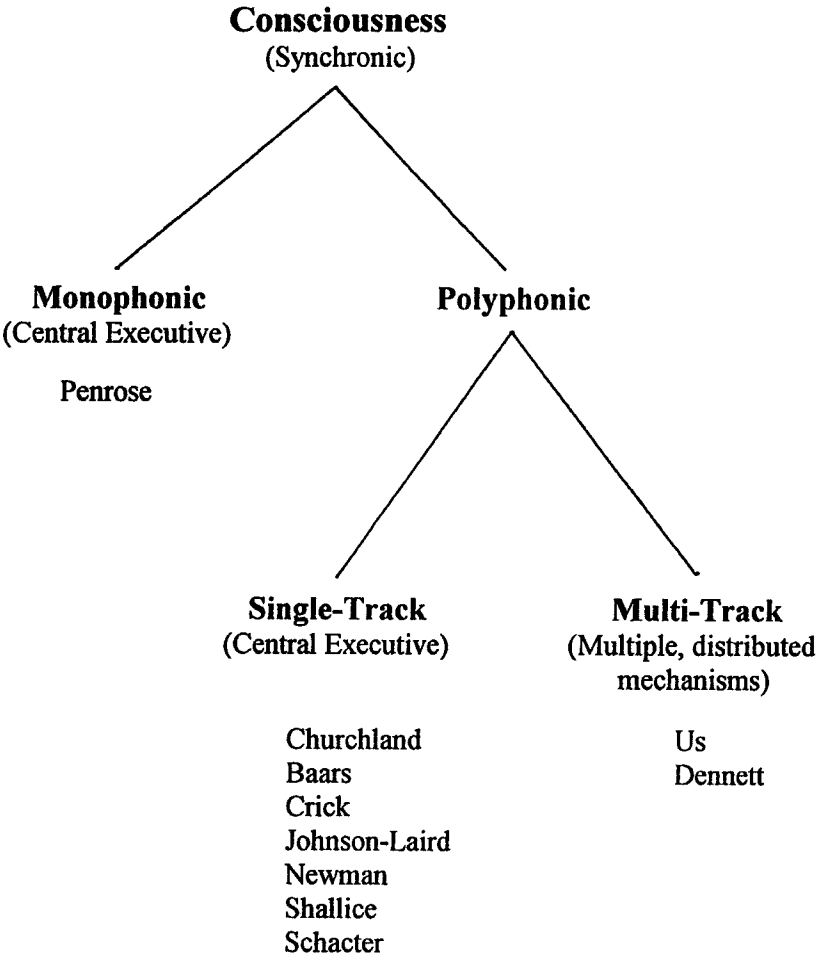 Consciousness
(Synchronic)
Monophonic
(Central Executive)
Penrose
Polyphonic
Single-Track
(Central Executive)
Churchland
Baars
Crick
Johnson-Laird
Newman
Shallice
Schacter
Multi-Track
(Multiple, distributed
mechanisms)
Us
Dennett